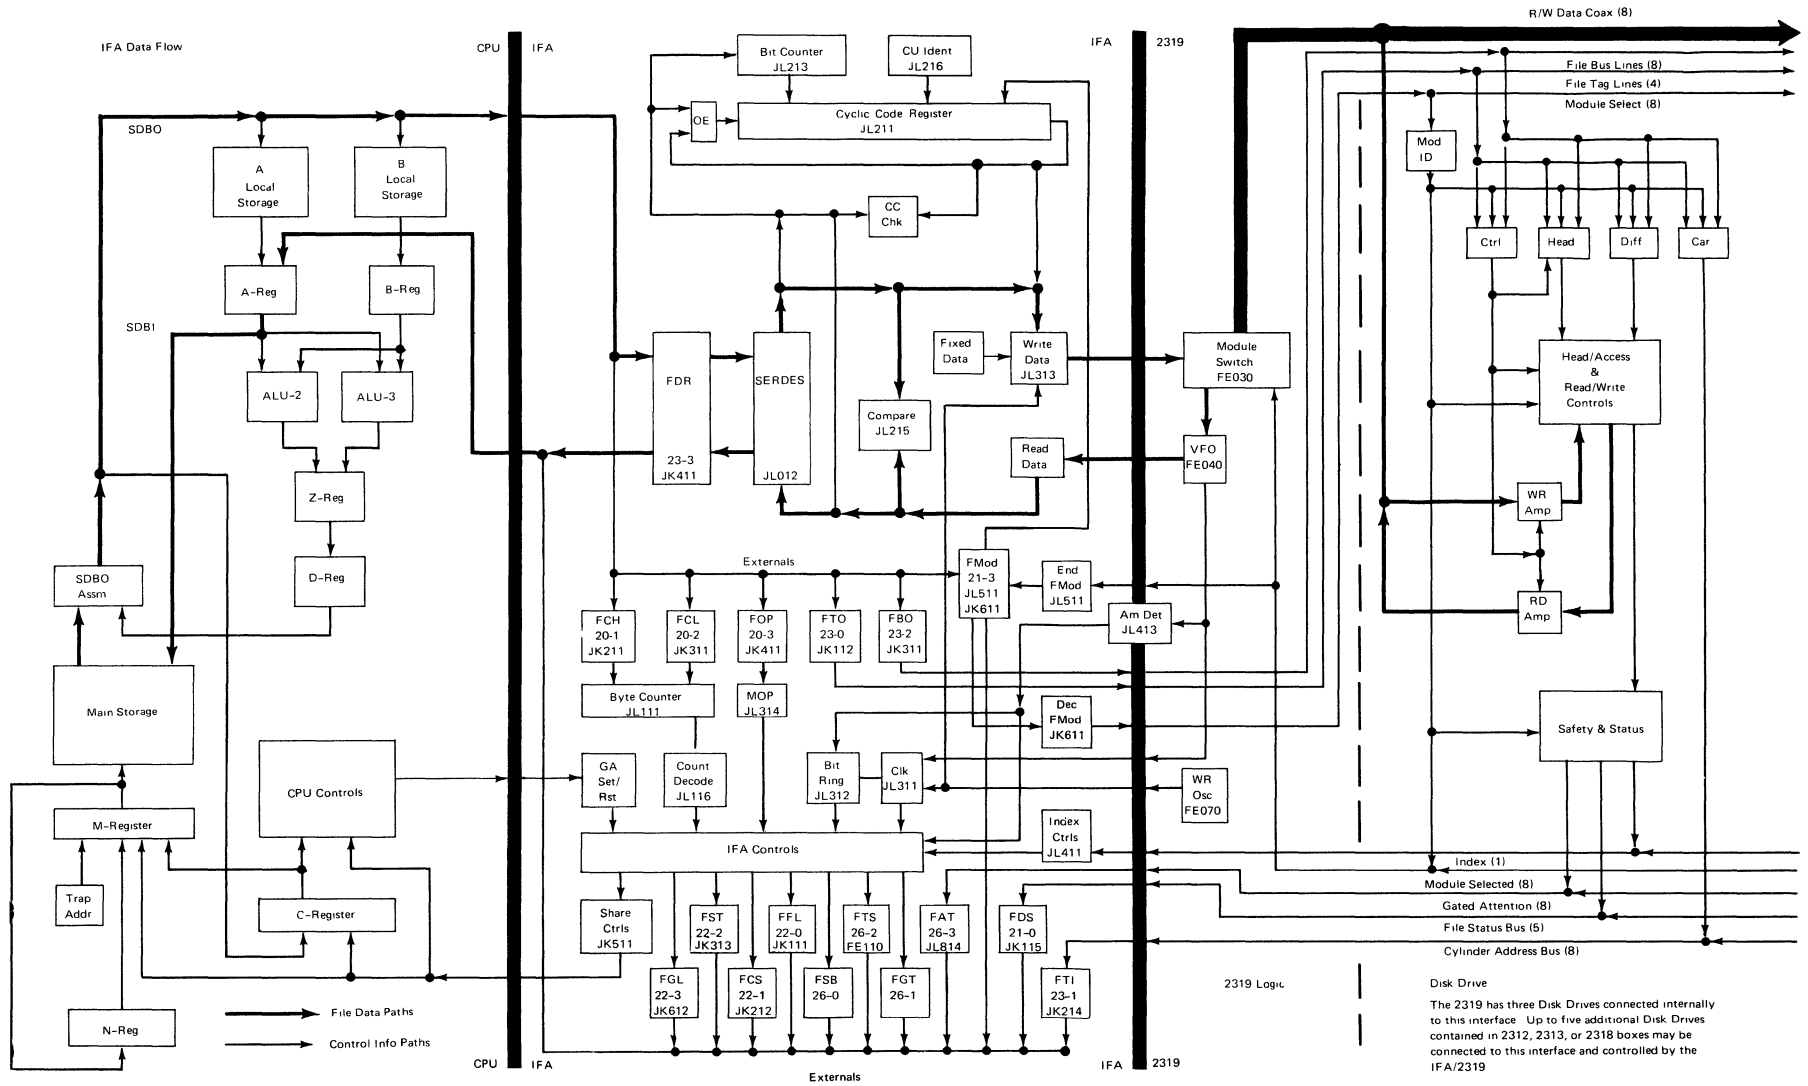 R/W Data Coax (8)
IFA Data Flow
CPU
IFA
IFA
2319
Bit Counter
JL213
CU Ident
JL216
File Bus Lines (8)
File Tag Lines (4)
Module Select (8)
SDBO
OE
Cyclic Code Register
JL211
Mod
ID
A
Local
Storage
B
Local
Storage
CC
Chk
Ctrl
Head
Diff
Car
A-Reg
B-Reg
SDBI
FDR
23-3
JK411
SERDES
JL012
Fixed
Data
Write
Data
JL313
Module
Switch
FE030
Head/Access
&
Read/Write
Controls
ALU-2
ALU-3
Compare
JL215
Read
Data
VFO
FE040
Z-Reg
WR
Amp
SDBO
Assm
D-Reg
Externals
FMod
21-3
JL511
JK611
End
FMod
JL511
RD
Amp
FCH
20-1
JK211
FCL
20-2
JK311
FOP
20-3
JK411
FTO
23-0
JK112
FBO
23-2
JK311
Am Det
JL413
Main Storage
Byte Counter
JL111
MOP
JL314
Dec
FMod
JK611
Safety & Status
CPU Controls
GA
Set/
Rst
Count
Decode
JL116
Bit
Ring
JL312
Clk
JL311
WR
Osc
FE070
M-Register
IFA Controls
Index
Ctrls
JL411
Index (1)
Module Selected (8)
Trap
Addr
C-Register
Share
Ctrls
JK511
FST
22-2
JK313
FFL
22-0
JK111
FTS
26-2
FE110
FAT
26-3
JL814
FDS
21-0
JK115
Gated Attention (8)
File Status Bus (5)
Cylinder Address Bus (8)
FGL
22-3
JK612
FCS
22-1
JK212
FSB
26-0
FGT
26-1
FTI
23-1
JK214
2319 Logic
Disk Drive
The 2319 has three Disk Drives connected internally
to this interface Up to five additional Disk Drives
contained in 2312, 2313, or 2318 boxes may be
connected to this interface and controlled by the
IFA/2319
N-Reg
File Data Paths
Control Info Paths
CPU
IFA
IFA
2319
Externals